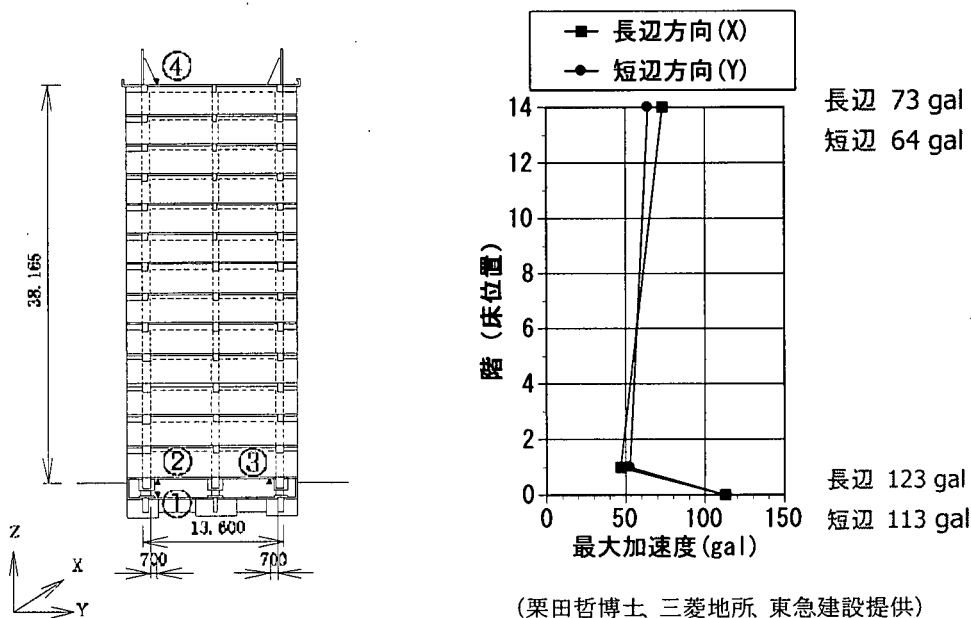 ④
38.165
②
③
①
13,600
700
700
Z
X
Y
長辺方向(X)
短辺方向(Y)
14
12
10
8
6
4
2
0
階 (床位置)
0
50
100
150
最大加速度(gal)
長辺 73 gal
短辺 64 gal
長辺 123 gal
短辺 113 gal
(栗田哲博士、三菱地所、東急建設提供)